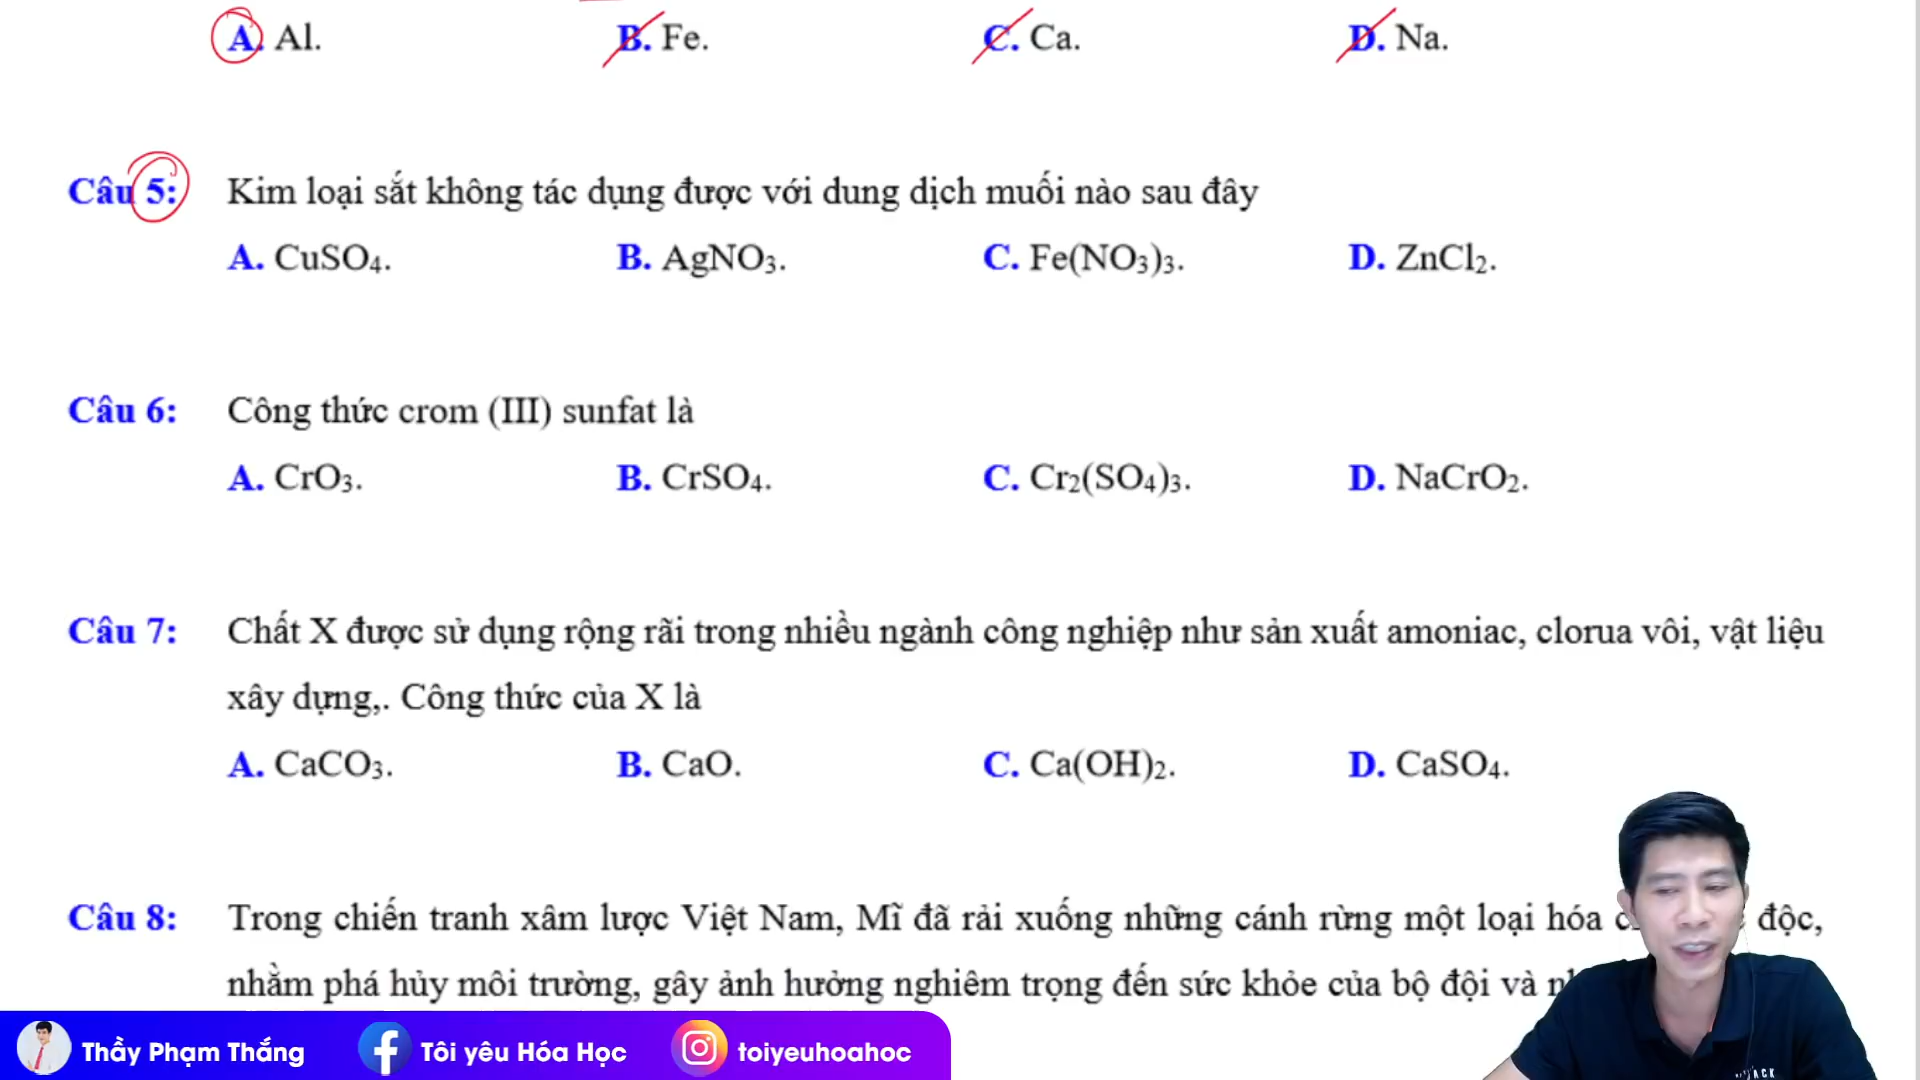 A. Al. B. Fe. C. Ca. D. Na.
Câu 5: Kim loại sắt không tác dụng được với dung dịch muối nào sau đây
A. CuSO₄. B. AgNO₃. C. Fe(NO₃)₃. D. ZnCl₂.
Câu 6: Công thức crom (III) sunfat là
A. CrO₃. B. CrSO₄. C. Cr₂(SO₄)₃. D. NaCrO₂.
Câu 7: Chất X được sử dụng rộng rãi trong nhiều ngành công nghiệp như sản xuất amoniac, clorua vôi, vật liệu
xây dựng,. Công thức của X là
A. CaCO₃. B. CaO. C. Ca(OH)₂. D. CaSO₄.
Câu 8: Trong chiến tranh xâm lược Việt Nam, Mĩ đã rải xuống những cánh rừng một loại hóa độc,
nhằm phá hủy môi trường, gây ảnh hưởng nghiêm trọng đến sức khỏe của bộ đội và
Thầy Phạm Thắng Tôi yêu Hóa Học toiyeuhoahoc